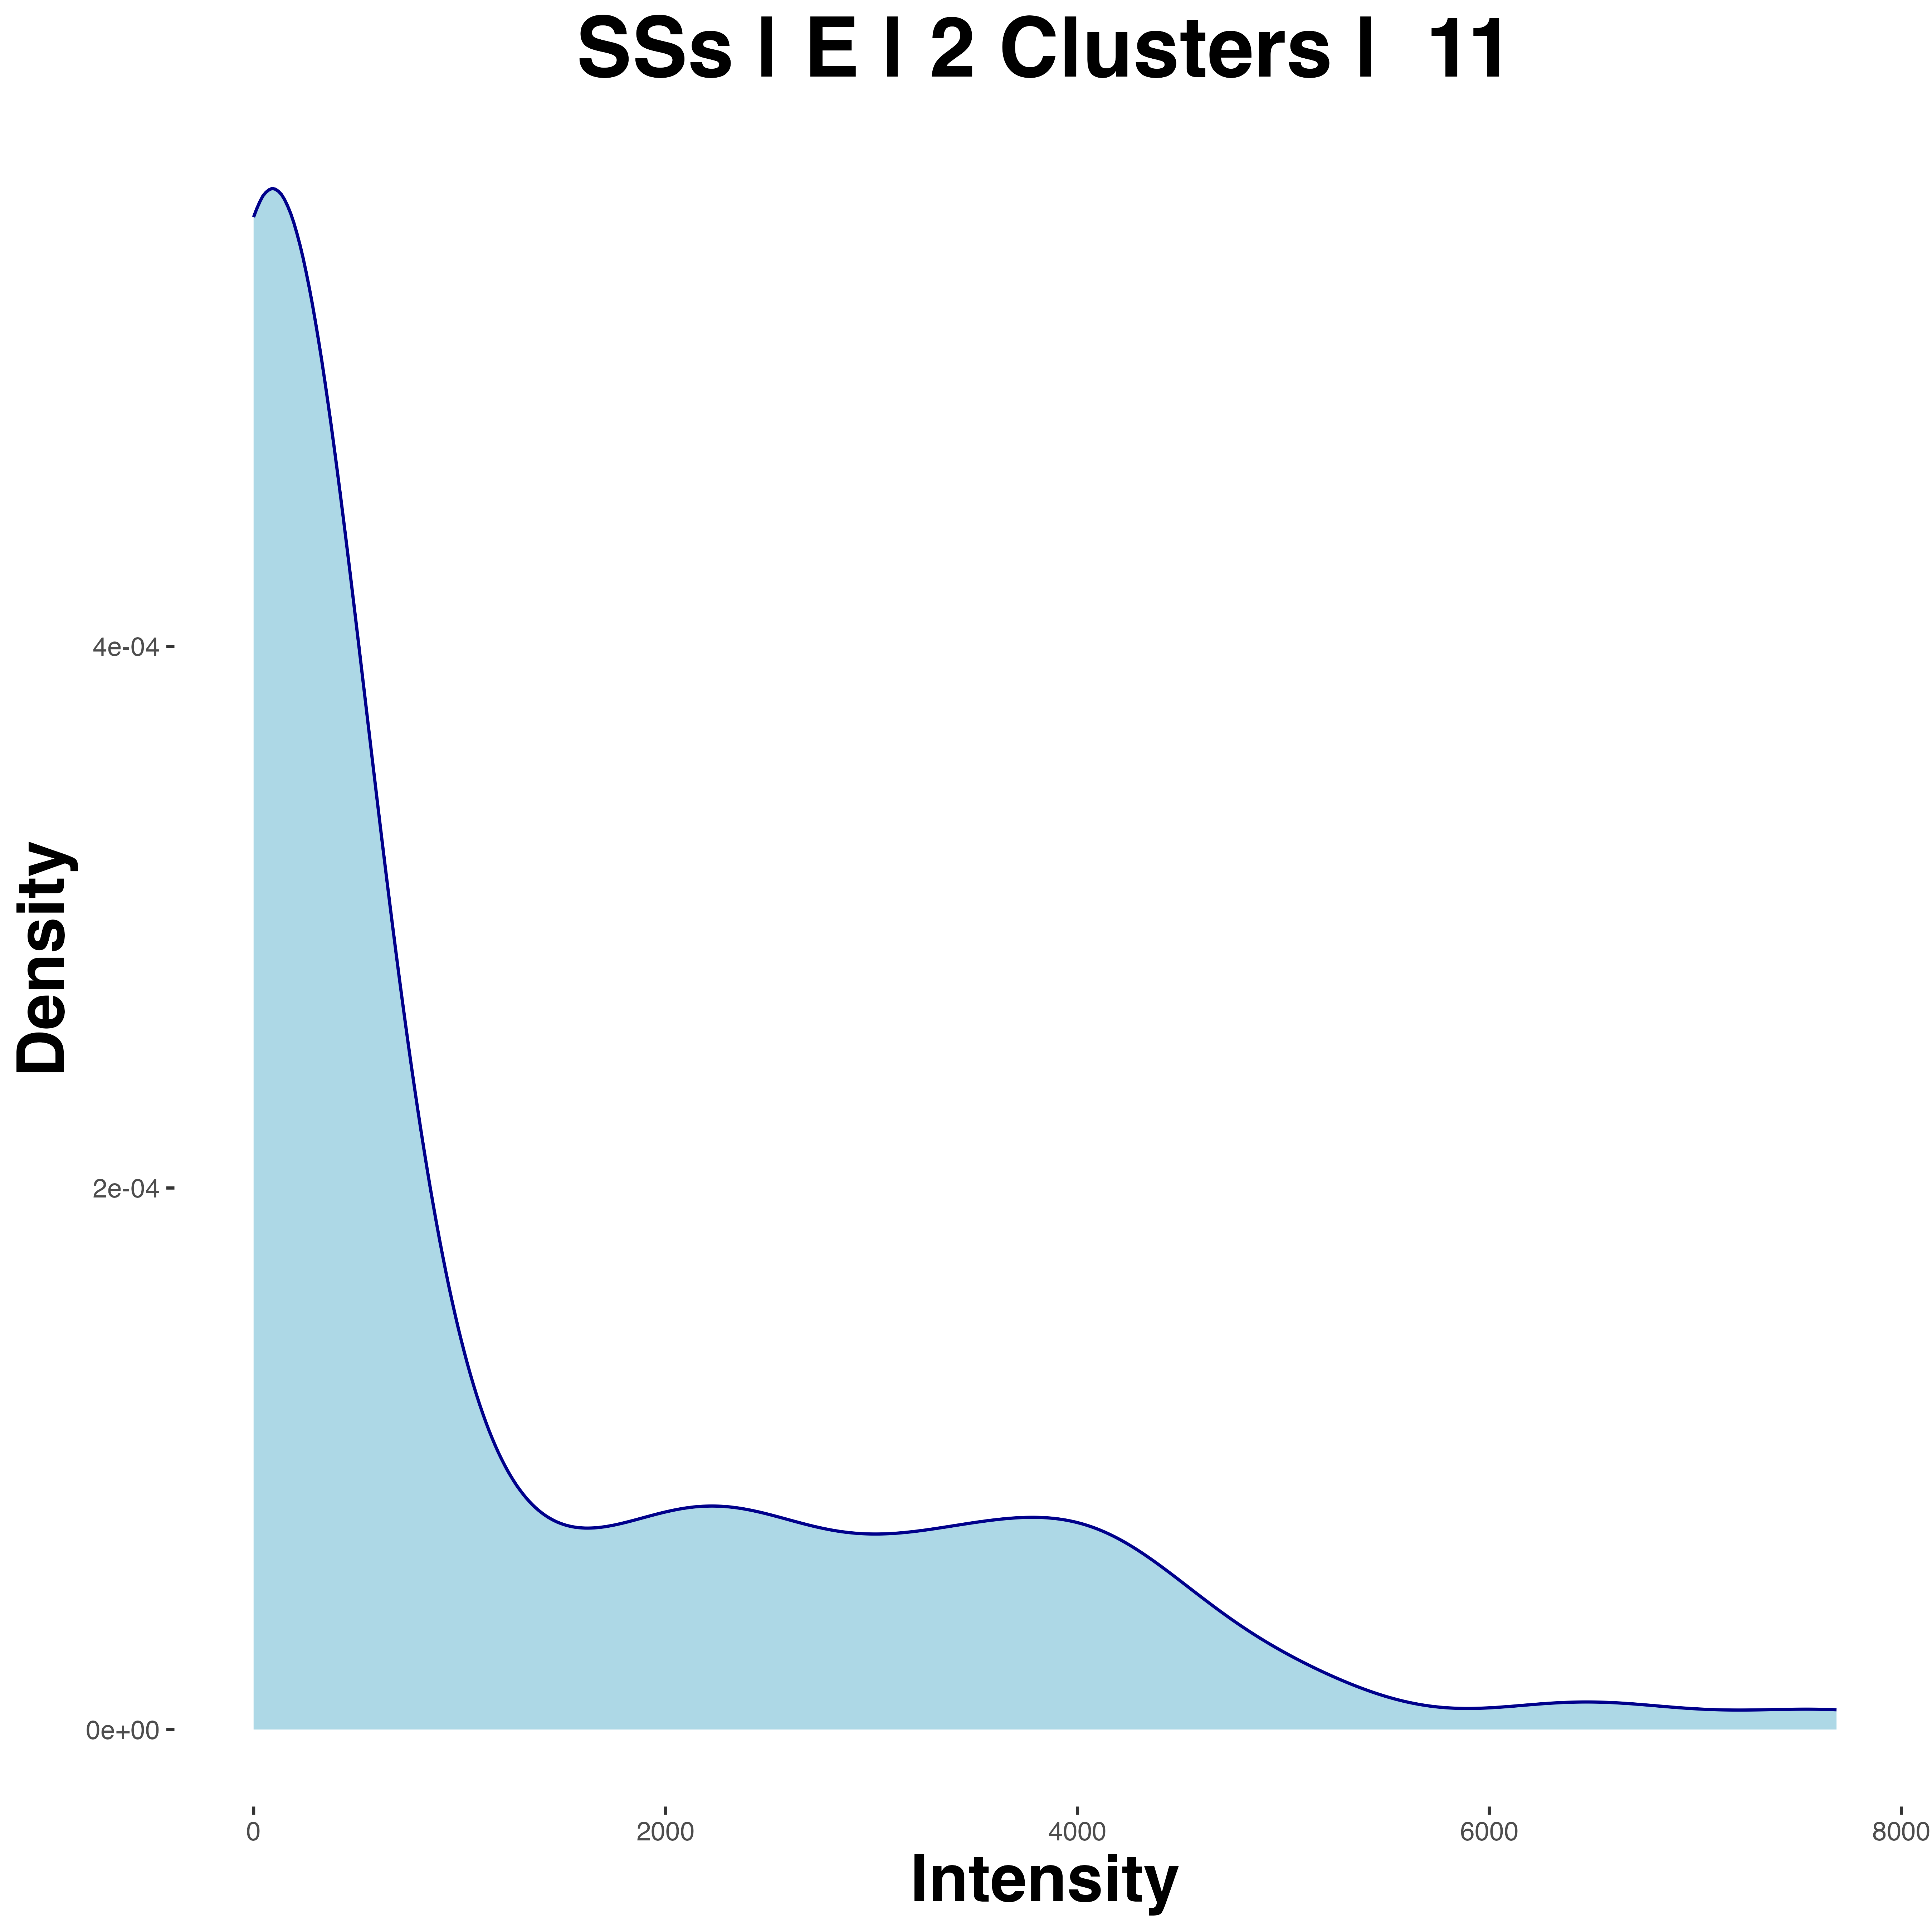 SSs | E | 2 Clusters |  11
Density
4e-04
2e-04
0e+00
0 2000 4000 6000 8000
Intensity